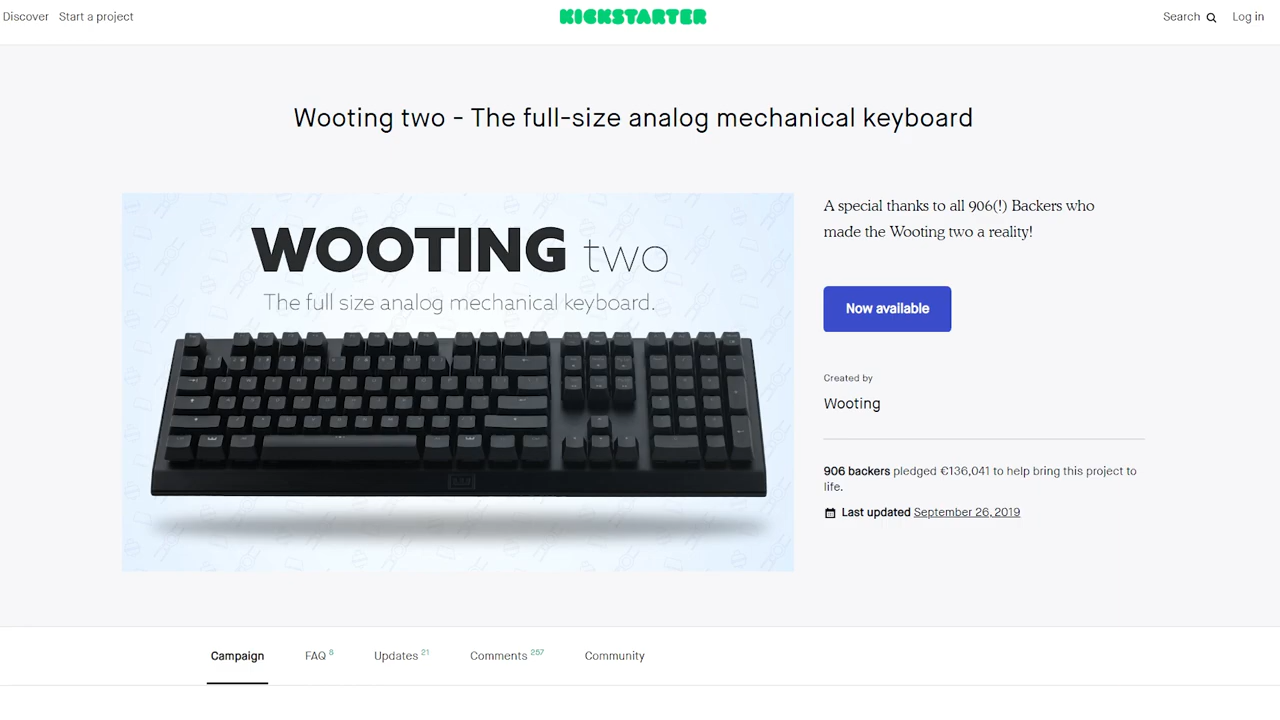 Discover Start a project
KICKSTARTER
Search Log in
Wooting two - The full-size analog mechanical keyboard
WOOTING two
The full size analog mechanical keyboard.
A special thanks to all 906(!) Backers who
made the Wooting two a reality!
Now available
Created by
Wooting
906 backers pledged €136,041 to help bring this project to
life.
Last updated September 26, 2019
Campaign FAQ 8 Updates 21 Comments 257 Community